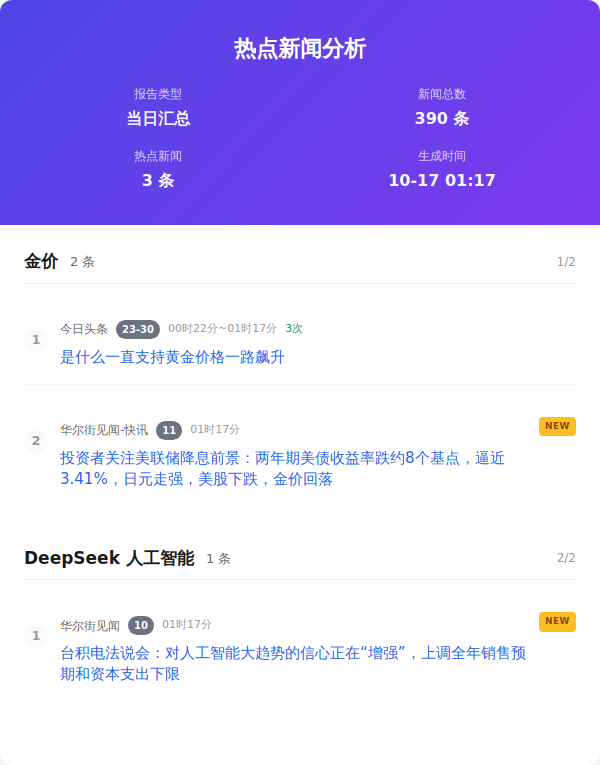 热点新闻分析
报告类型
新闻总数
当日汇总
390 条
热点新闻
生成时间
3 条
10-17 01:17
金价 2 条 1/2
1
今日头条 23-30 00时22分~01时17分 3次
是什么一直支持黄金价格一路飙升
2
华尔街见闻-快讯 11 01时17分 NEW
投资者关注美联储降息前景：两年期美债收益率跌约8个基点，逼近
3.41%，日元走强，美股下跌，金价回落
DeepSeek 人工智能 1 条 2/2
1
华尔街见闻 10 01时17分 NEW
台积电法说会：对人工智能大趋势的信心正在“增强”，上调全年销售预
期和资本支出下限